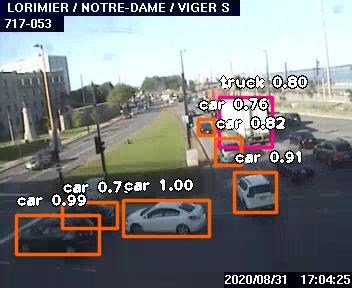 LORIMIER / NOTRE-DAME / VIGER S
717-053
truck 0.80
car 0.76
car 0.82
car 0.91
car 0.7
car 1.00
car 0.99
2020/08/31 17:04:25